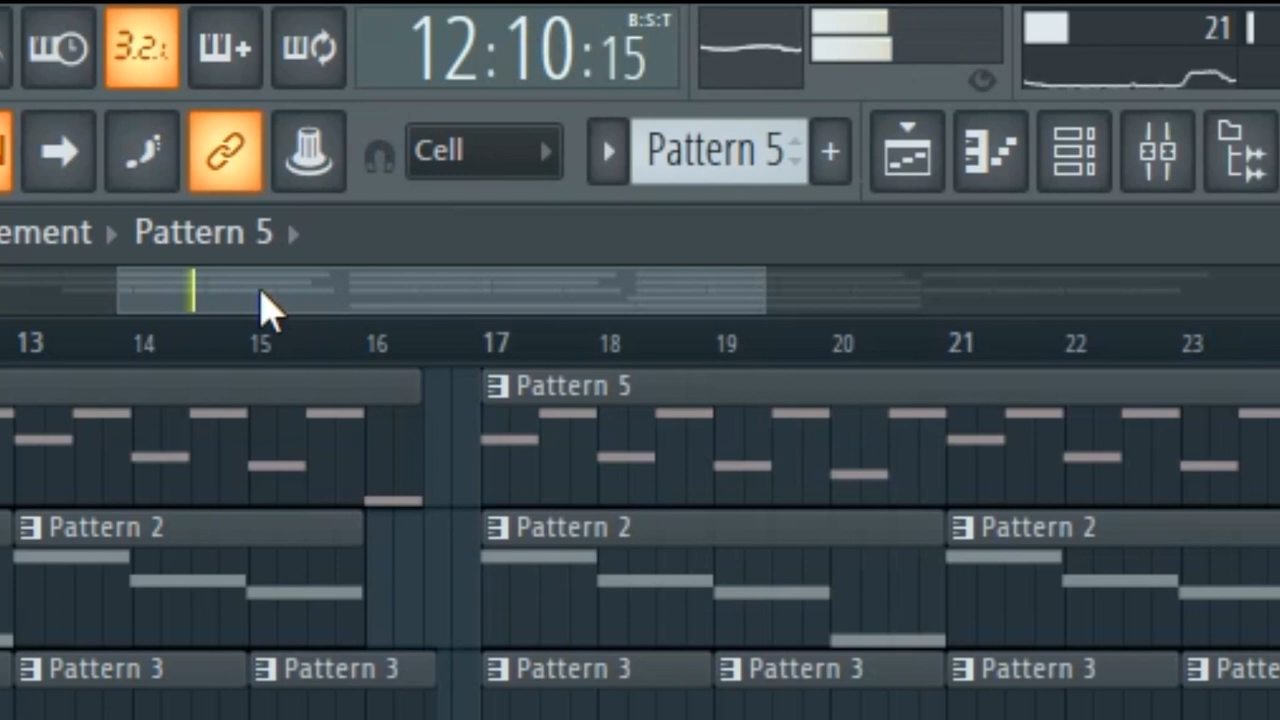 3.2.
B:S:T
12:10:15
21
Cell
Pattern 5
+
ement
Pattern 5
13 14 15 16 17 18 19 20 21 22 23
Pattern 5
Pattern 2 Pattern 2 Pattern 2
Pattern 3 Pattern 3 Pattern 3 Pattern 3 Pattern 3 Patte